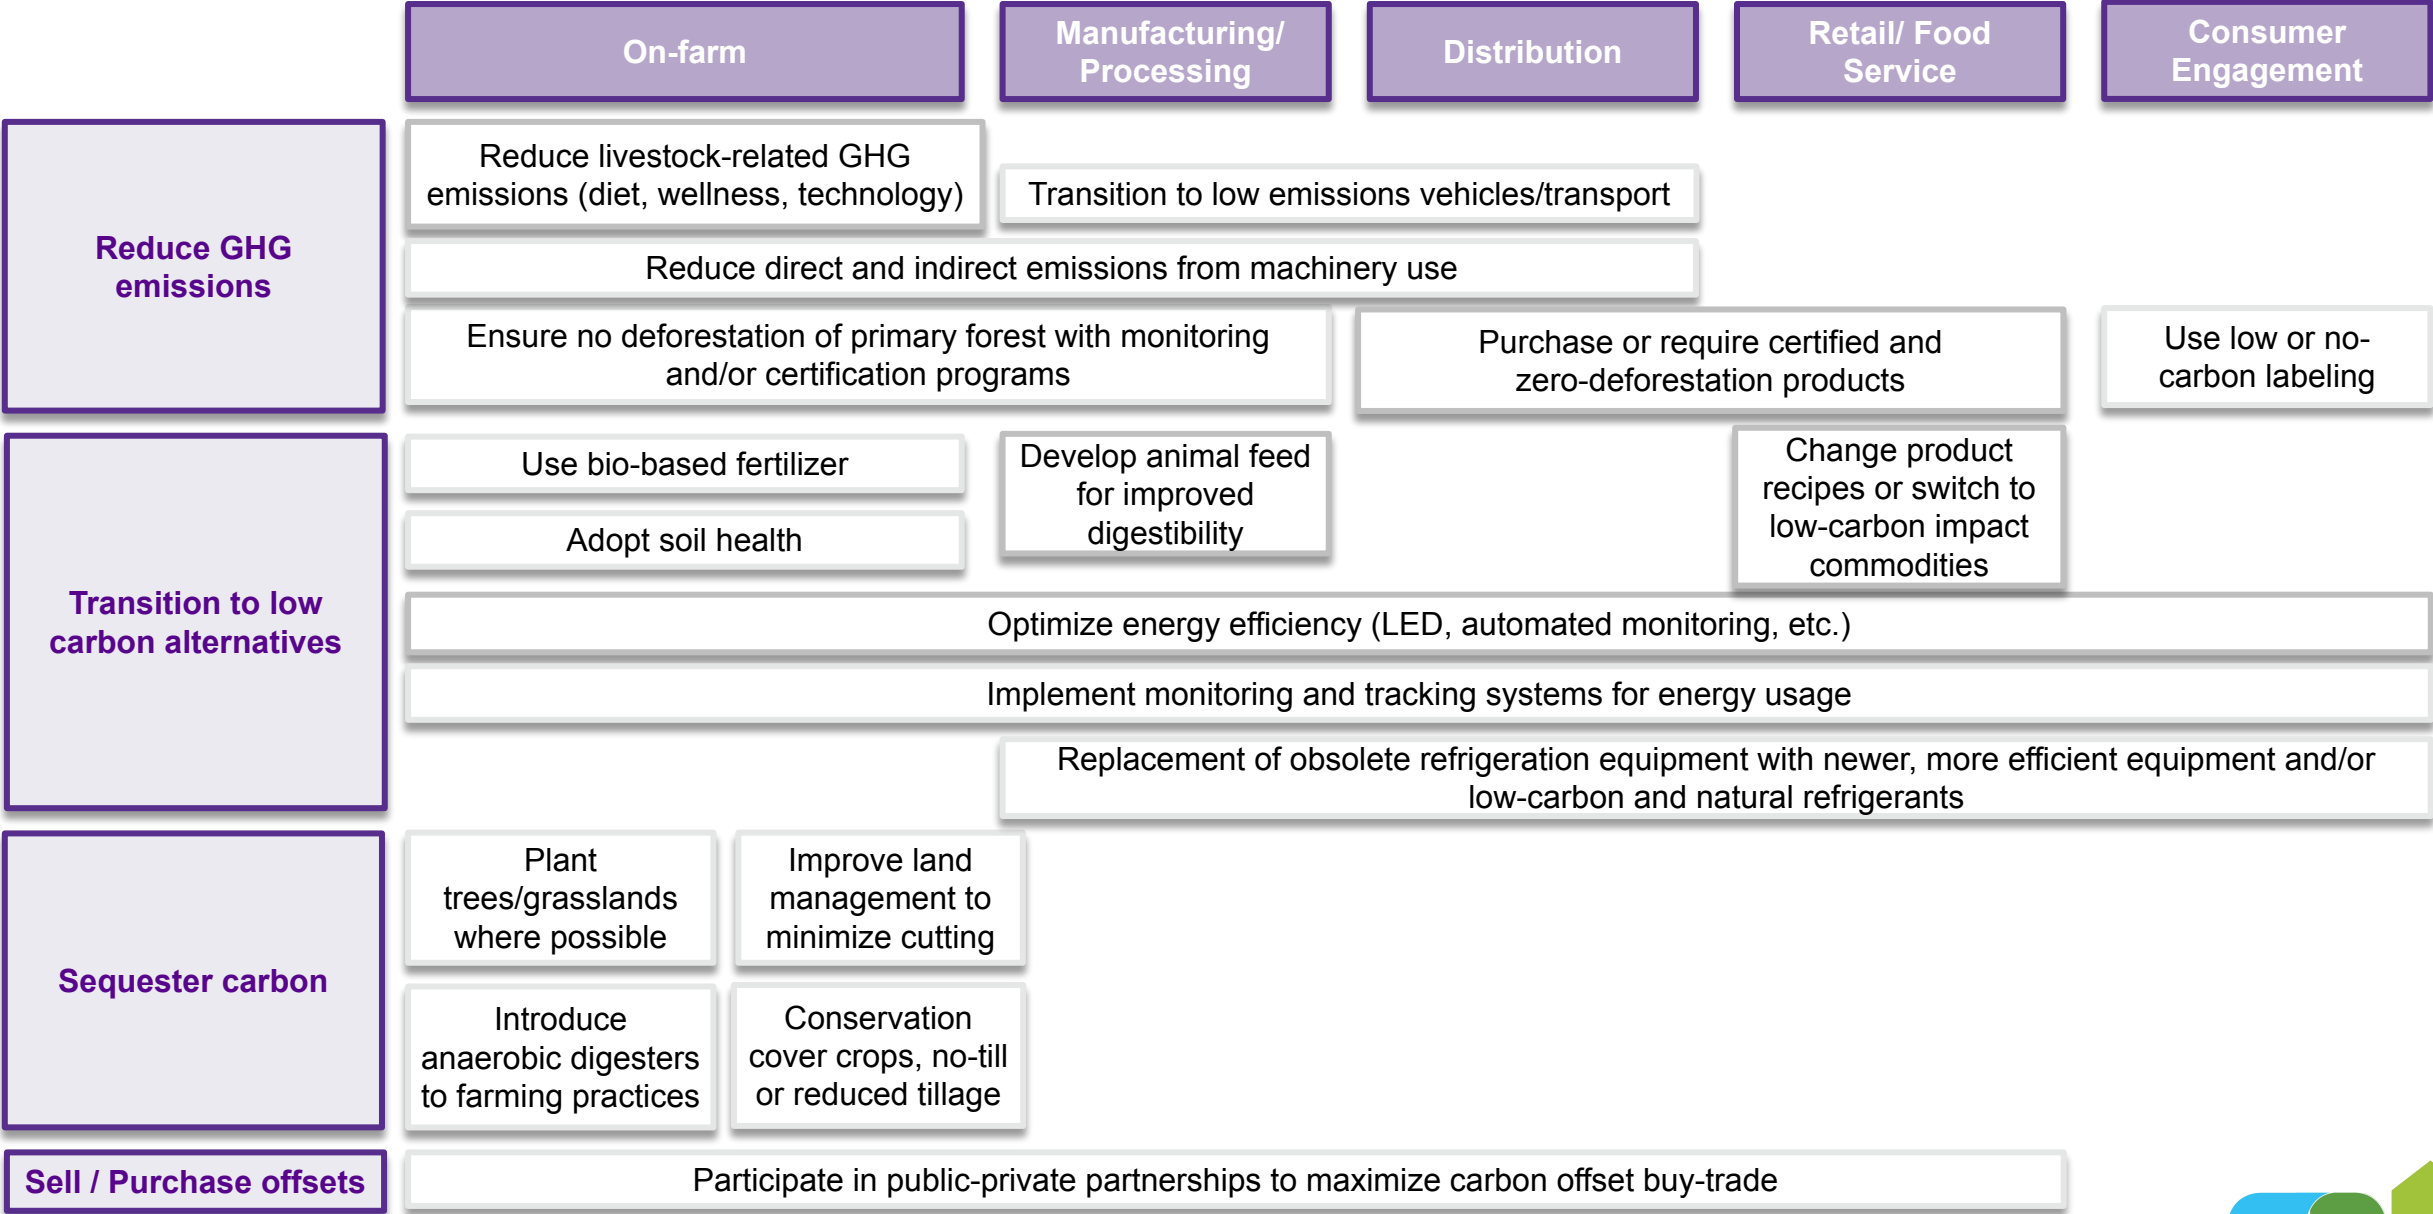 On-farm
Manufacturing/
Processing
Distribution
Retail/ Food
Service
Consumer
Engagement
Reduce GHG
emissions
Reduce livestock-related GHG
emissions (diet, wellness, technology)
Transition to low emissions vehicles/transport
Reduce direct and indirect emissions from machinery use
Ensure no deforestation of primary forest with monitoring
and/or certification programs
Purchase or require certified and
zero-deforestation products
Use low or no-
carbon labeling
Transition to low
carbon alternatives
Use bio-based fertilizer
Adopt soil health
Develop animal feed
for improved
digestibility
Change product
recipes or switch to
low-carbon impact
commodities
Optimize energy efficiency (LED, automated monitoring, etc.)
Implement monitoring and tracking systems for energy usage
Replacement of obsolete refrigeration equipment with newer, more efficient equipment and/or
low-carbon and natural refrigerants
Sequester carbon
Plant
trees/grasslands
where possible
Improve land
management to
minimize cutting
Introduce
anaerobic digesters
to farming practices
Conservation
cover crops, no-till
or reduced tillage
Sell / Purchase offsets
Participate in public-private partnerships to maximize carbon offset buy-trade